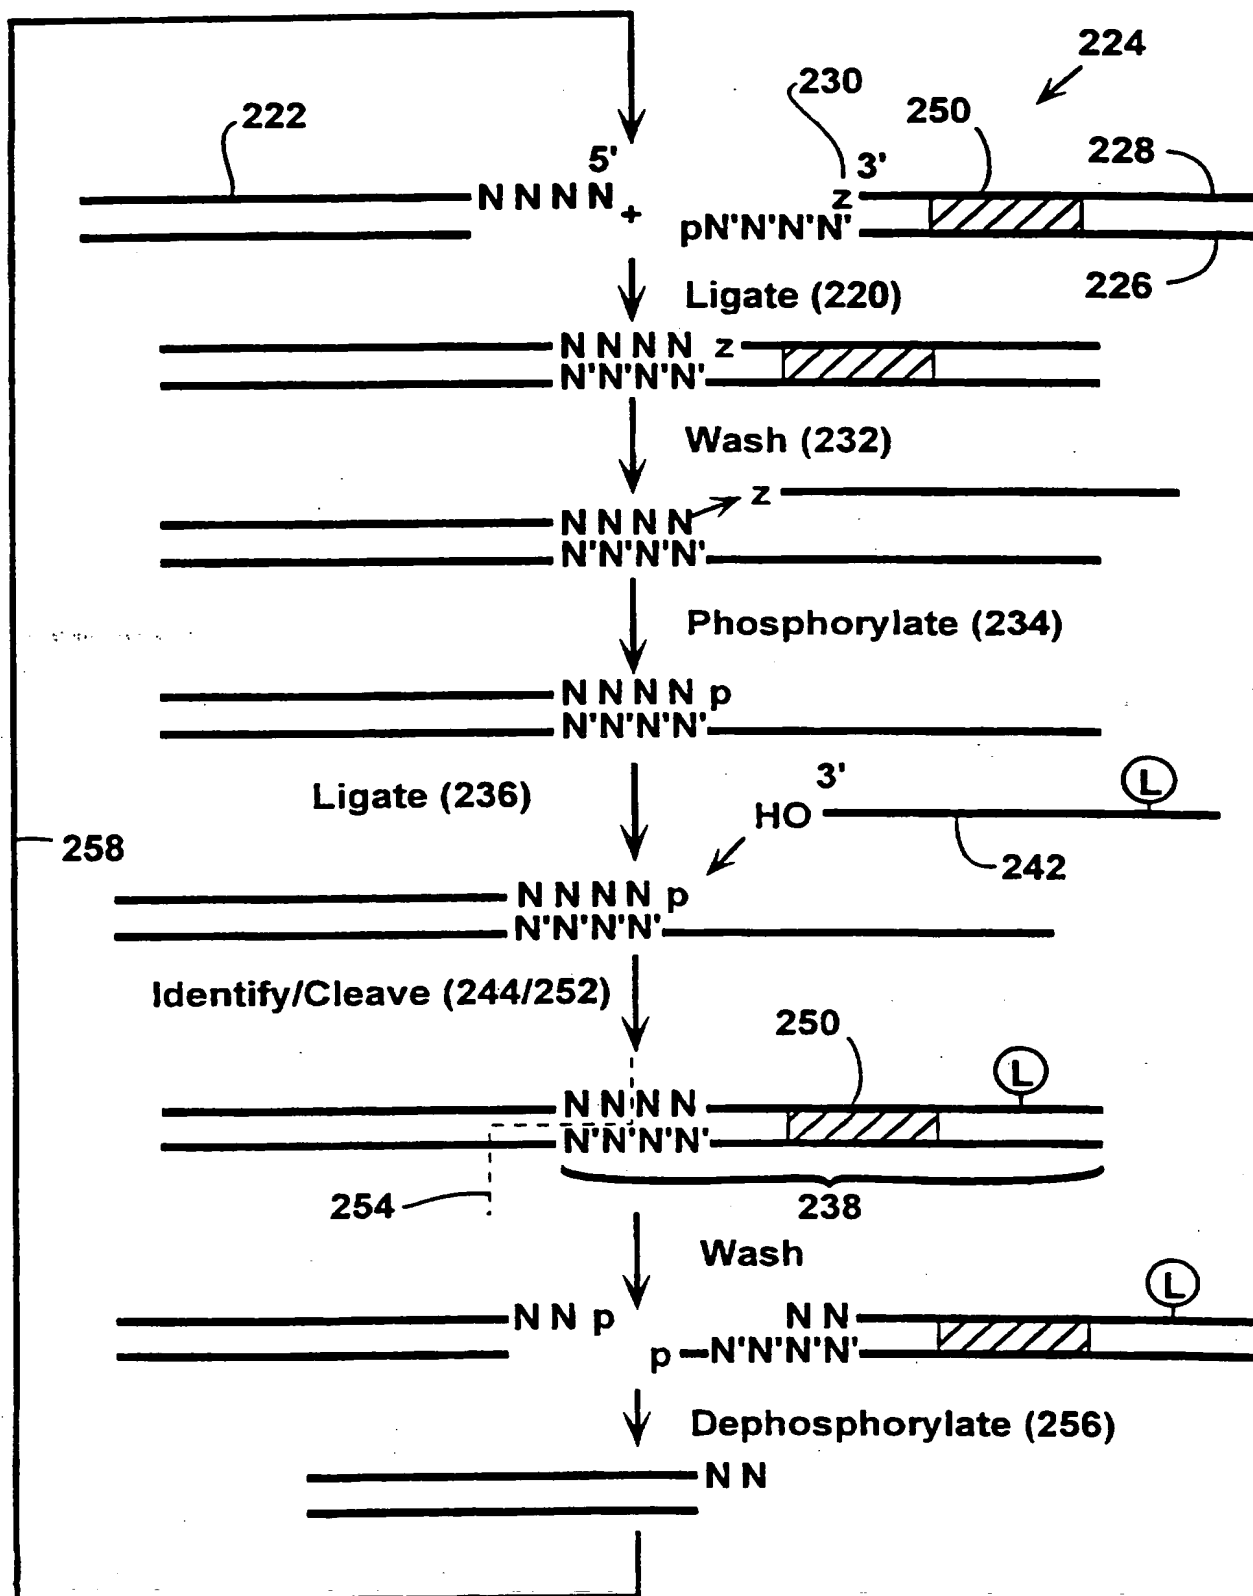 224
230
222
250
5'
3'
228
N N N N
z
+
pN'N'N'N'
226
Ligate (220)
N N N N z
N'N'N'N'
Wash (232)
z
N N N N
N'N'N'N'
Phosphorylate (234)
N N N N p
N'N'N'N'
3'
L
Ligate (236)
HO
258
242
N N N N p
N'N'N'N'
Identify/Cleave (244/252)
250
L
N N N N
N'N'N'N'
254
238
Wash
L
N N p
N N
p-N'N'N'N'
Dephosphorylate (256)
N N